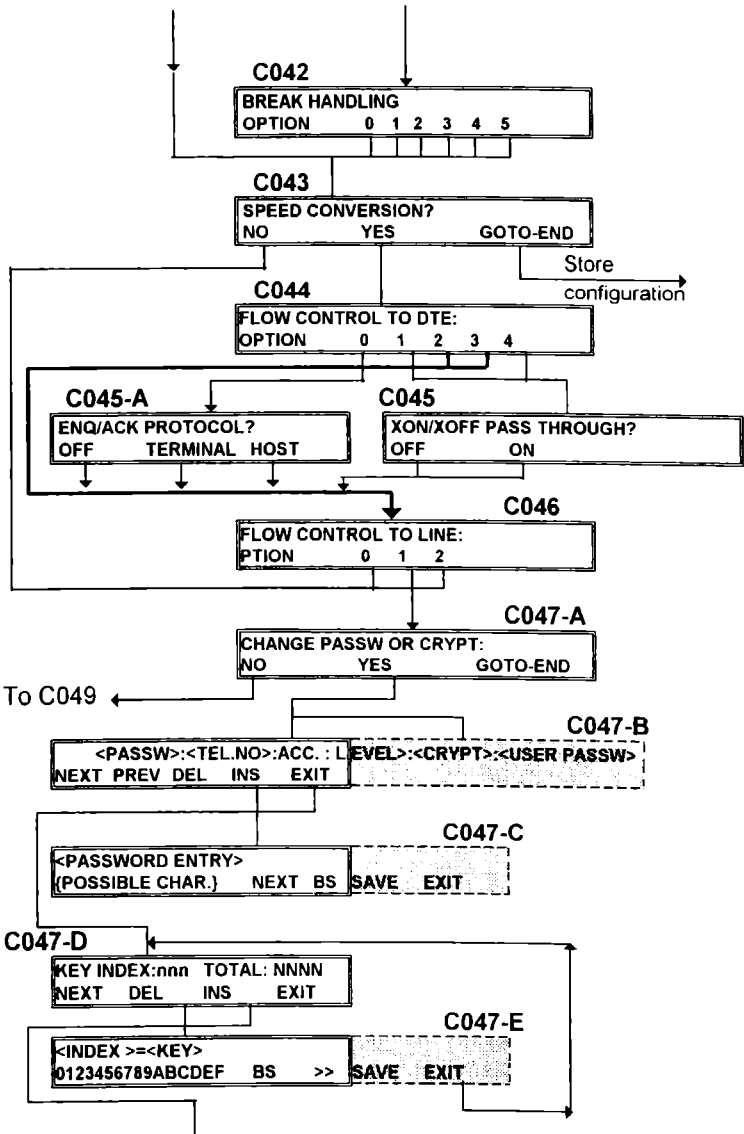 C042
BREAK HANDLING
OPTION 0 1 2 3 4 5
C043
SPEED CONVERSION?
NO YES GOTO-END
Store
configuration
C044
FLOW CONTROL TO DTE:
OPTION 0 1 2 3 4
C045-A
ENQ/ACK PROTOCOL?
OFF TERMINAL HOST
C045
XON/XOFF PASS THROUGH?
OFF ON
C046
FLOW CONTROL TO LINE:
PTION 0 1 2
C047-A
CHANGE PASSW OR CRYPT:
NO YES GOTO-END
To C049
C047-B
<PASSW>:<TEL.NO>:ACC. : LEVEL>:<CRYPT>:<USER PASSW>
NEXT PREV DEL INS EXIT
C047-C
<PASSWORD ENTRY>
{POSSIBLE CHAR.} NEXT BS SAVE EXIT
C047-D
KEY INDEX:nnn TOTAL: NNNN
NEXT DEL INS EXIT
C047-E
<INDEX >=<KEY>
0123456789ABCDEF BS >> SAVE EXIT